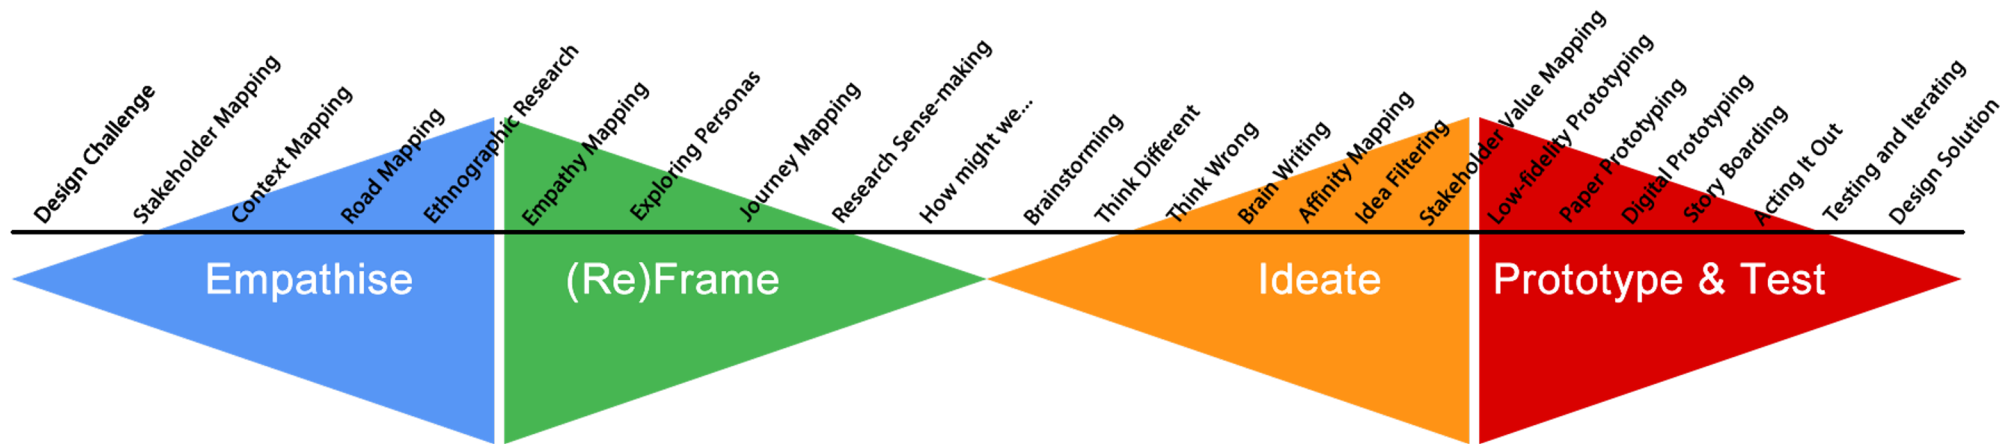 Design Challenge
Stakeholder Mapping
Context Mapping
Road Mapping
Ethnographic Research
Empathy Mapping
Exploring Personas
Journey Mapping
Research Sense-making
How might we...
Brainstorming
Think Different
Think Wrong
Brain Writing
Affinity Mapping
Idea Filtering
Stakeholder Value Mapping
Low-fidelity Prototyping
Paper Prototyping
Digital Prototyping
Story Boarding
Acting It Out
Testing and Iterating
Design Solution
Empathise
(Re)Frame
Ideate
Prototype & Test